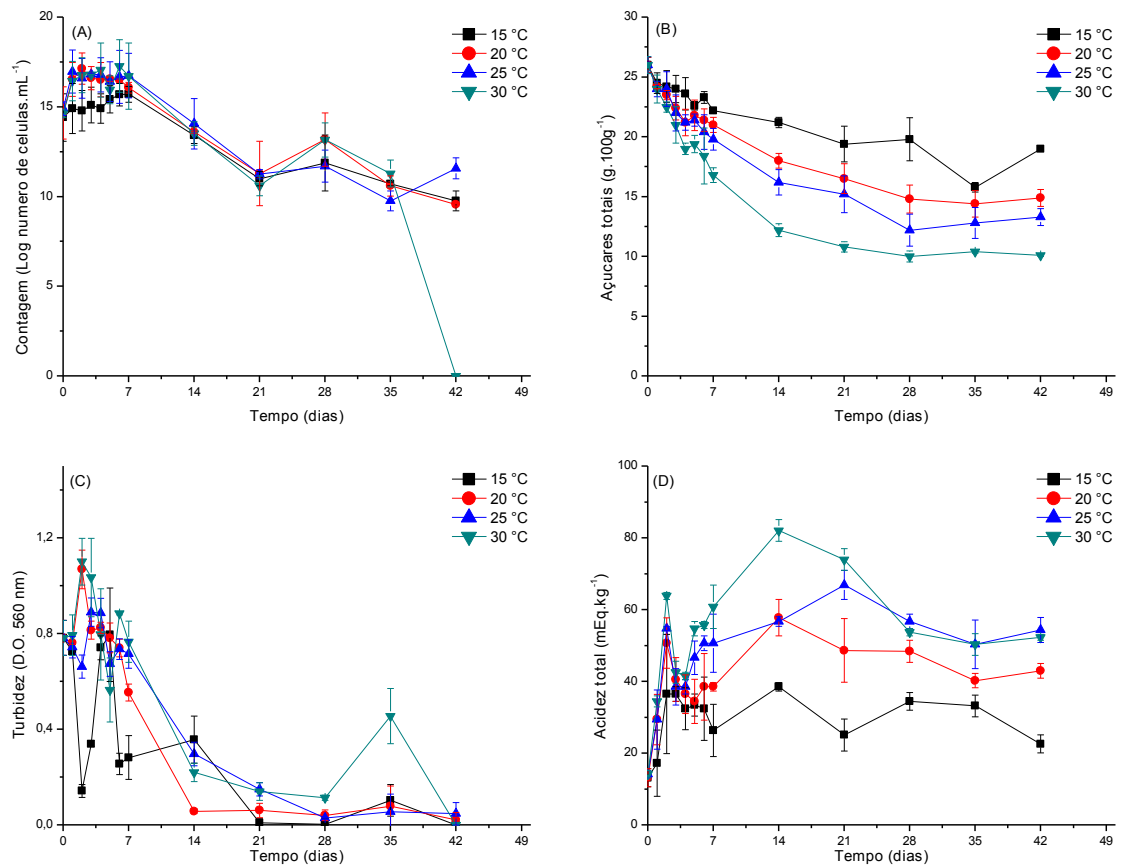 (A)
15 °C
20 °C
25 °C
30 °C
Contagem (Log numero de celulas.mL⁻¹)
20
15
10
5
0
0 7 14 21 28 35 42 49
Tempo (dias)
(B)
15 °C
20 °C
25 °C
30 °C
Açucares totais (g.100g⁻¹)
30
25
20
15
10
5
0
0 7 14 21 28 35 42 49
Tempo (dias)
(C)
15 °C
20 °C
25 °C
30 °C
Turbidez (D.O. 560 nm)
1,2
0,8
0,4
0,0
0 7 14 21 28 35 42 49
Tempo (dias)
(D)
15 °C
20 °C
25 °C
30 °C
Acidez total (mEq.kg⁻¹)
100
80
60
40
20
0
0 7 14 21 28 35 42 49
Tempo (dias)